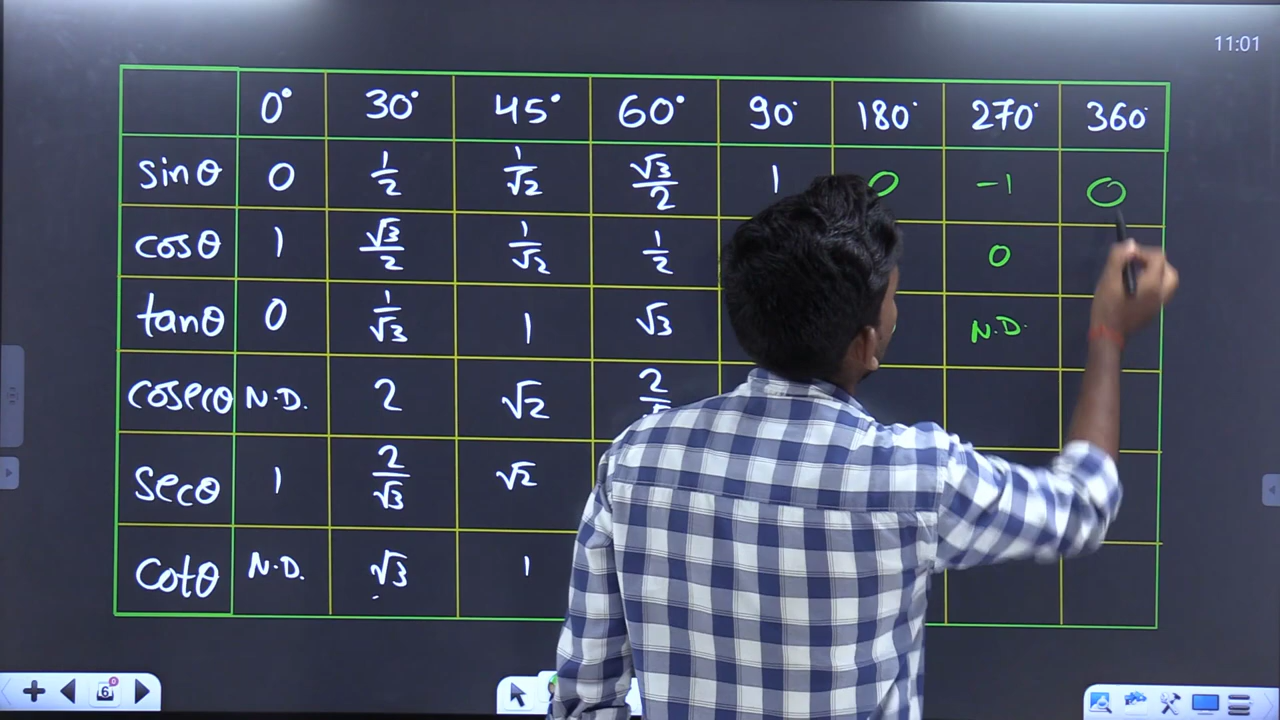 11:01
0° 30° 45° 60° 90° 180° 270° 360°
sinθ 0 1/2 1/√2 √3/2 1 0 -1 0
cosθ 1 √3/2 1/√2 1/2 0
tanθ 0 1/√3 1 √3 N.D.
cosecθ N.D. 2 √2
secθ 1 2/√3 √2
cotθ N.D. √3 1
6 0